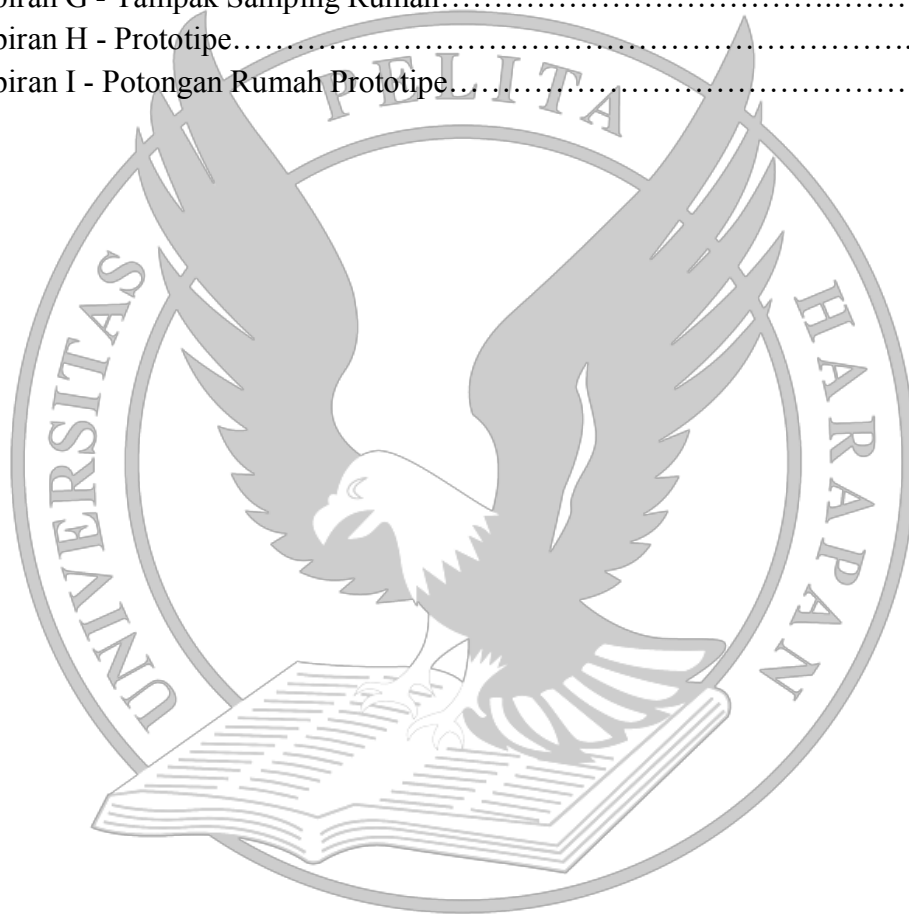 piran G - Tampak Samping Rumah……………………………………………
piran H - Prototipe……………………………………………………………
piran I - Potongan Rumah Prototipe……………………………………………
UNIVERSITAS PELITA HARAPAN